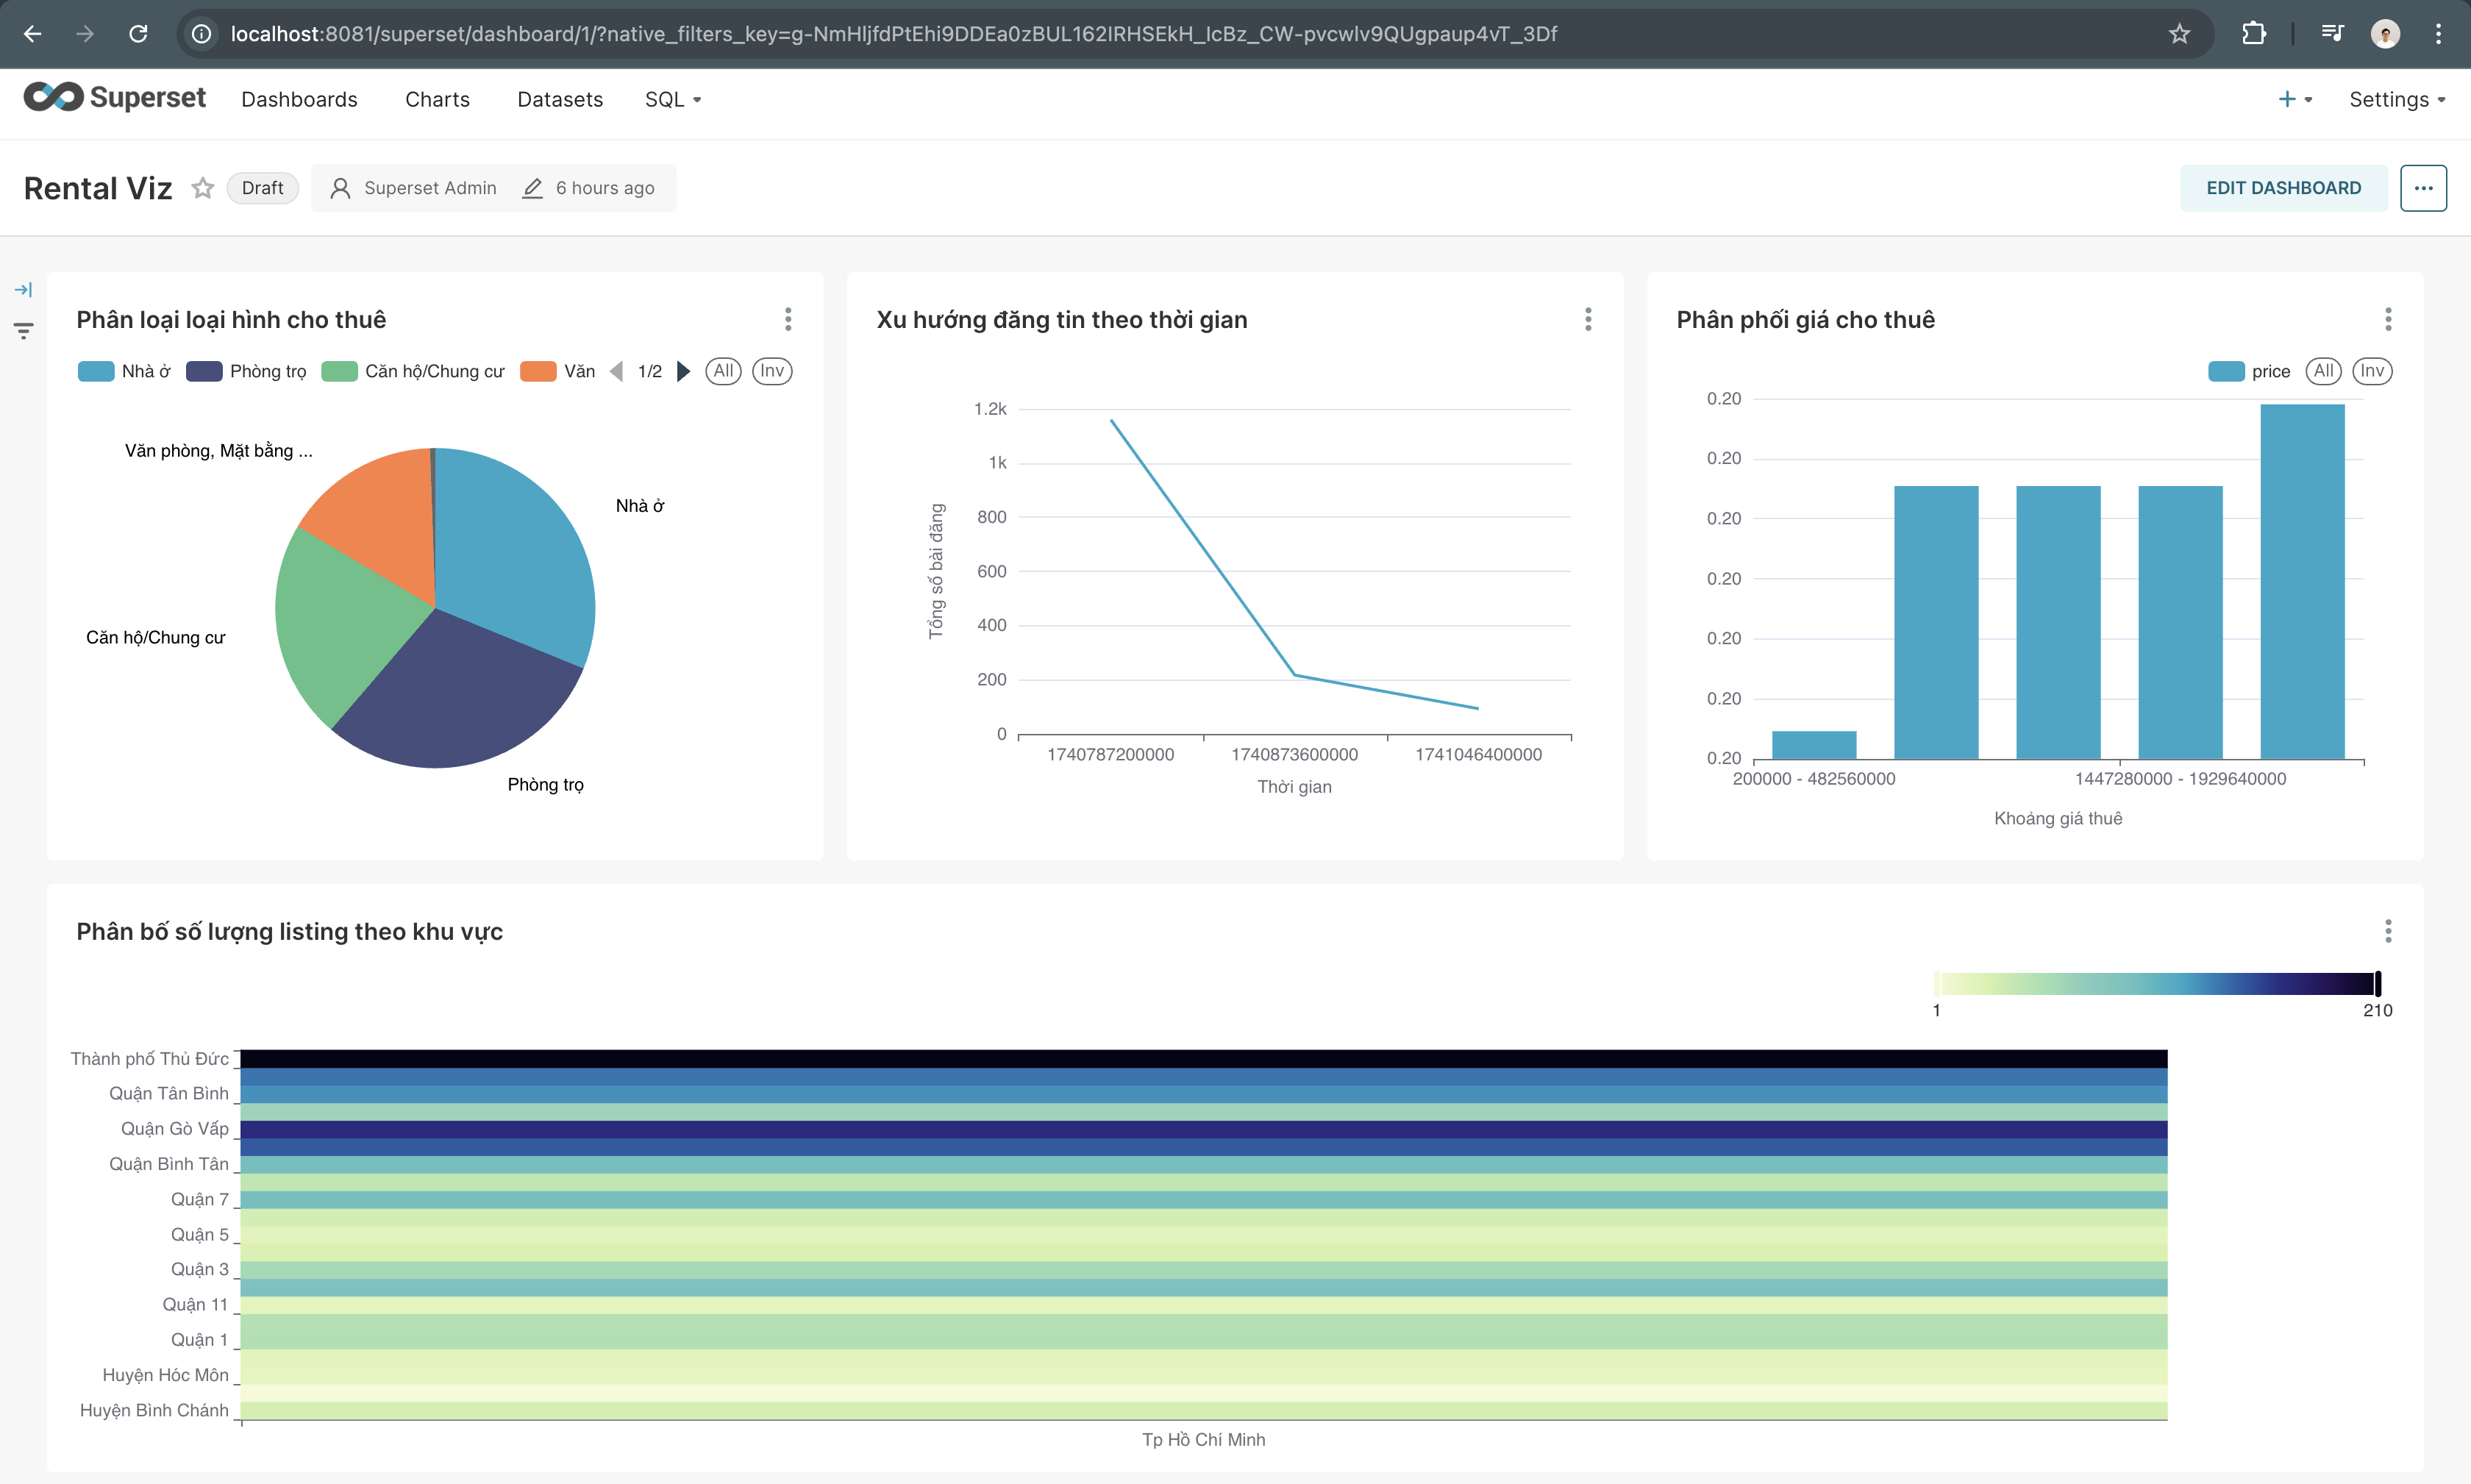 localhost:8081/superset/dashboard/1/?native_filters_key=g-NmHljfdPtEhi9DDEa0zBUL162IRHSEkH_lcBz_CW-pvcwlv9QUgpaup4vT_3Df
Superset Dashboards Charts Datasets SQL + Settings
Rental Viz Draft Superset Admin 6 hours ago EDIT DASHBOARD ...
Phân loại loại hình cho thuê
Nhà ở Phòng trọ Căn hộ/Chung cư Văn 1/2 All Inv
Văn phòng, Mặt bằng ...
Nhà ở
Căn hộ/Chung cư
Phòng trọ
Xu hướng đăng tin theo thời gian
Tổng số bài đăng
1.2k
1k
800
600
400
200
0
1740787200000 1740873600000 1741046400000
Thời gian
Phân phối giá cho thuê
price All Inv
0.20
0.20
0.20
0.20
0.20
0.20
0.20
200000 - 482560000 1447280000 - 1929640000
Khoảng giá thuê
Phân bố số lượng listing theo khu vực
1 210
Thành phố Thủ Đức
Quận Tân Bình
Quận Gò Vấp
Quận Bình Tân
Quận 7
Quận 5
Quận 3
Quận 11
Quận 1
Huyện Hóc Môn
Huyện Bình Chánh
Tp Hồ Chí Minh